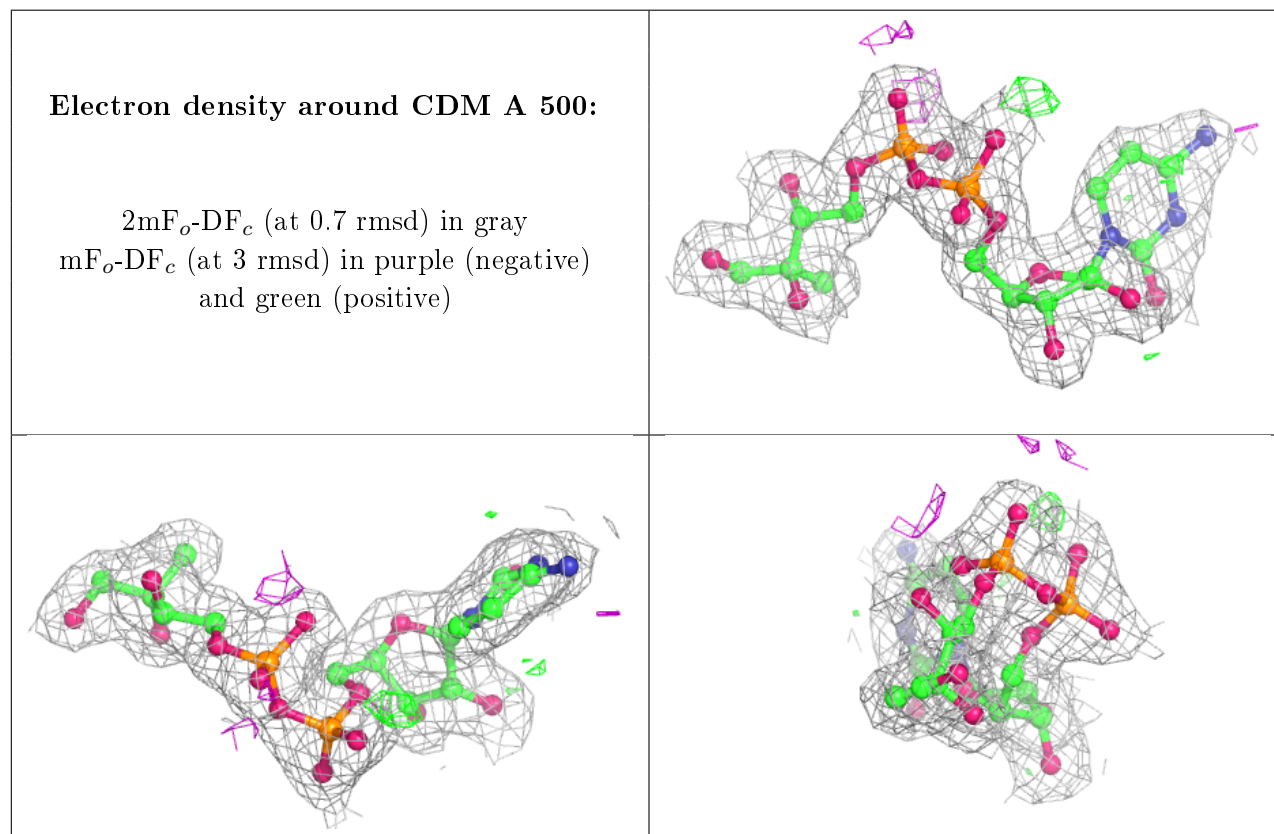 Electron density around CDM A 500:
2mFo-DFc (at 0.7 rmsd) in gray
mFo-DFc (at 3 rmsd) in purple (negative)
and green (positive)